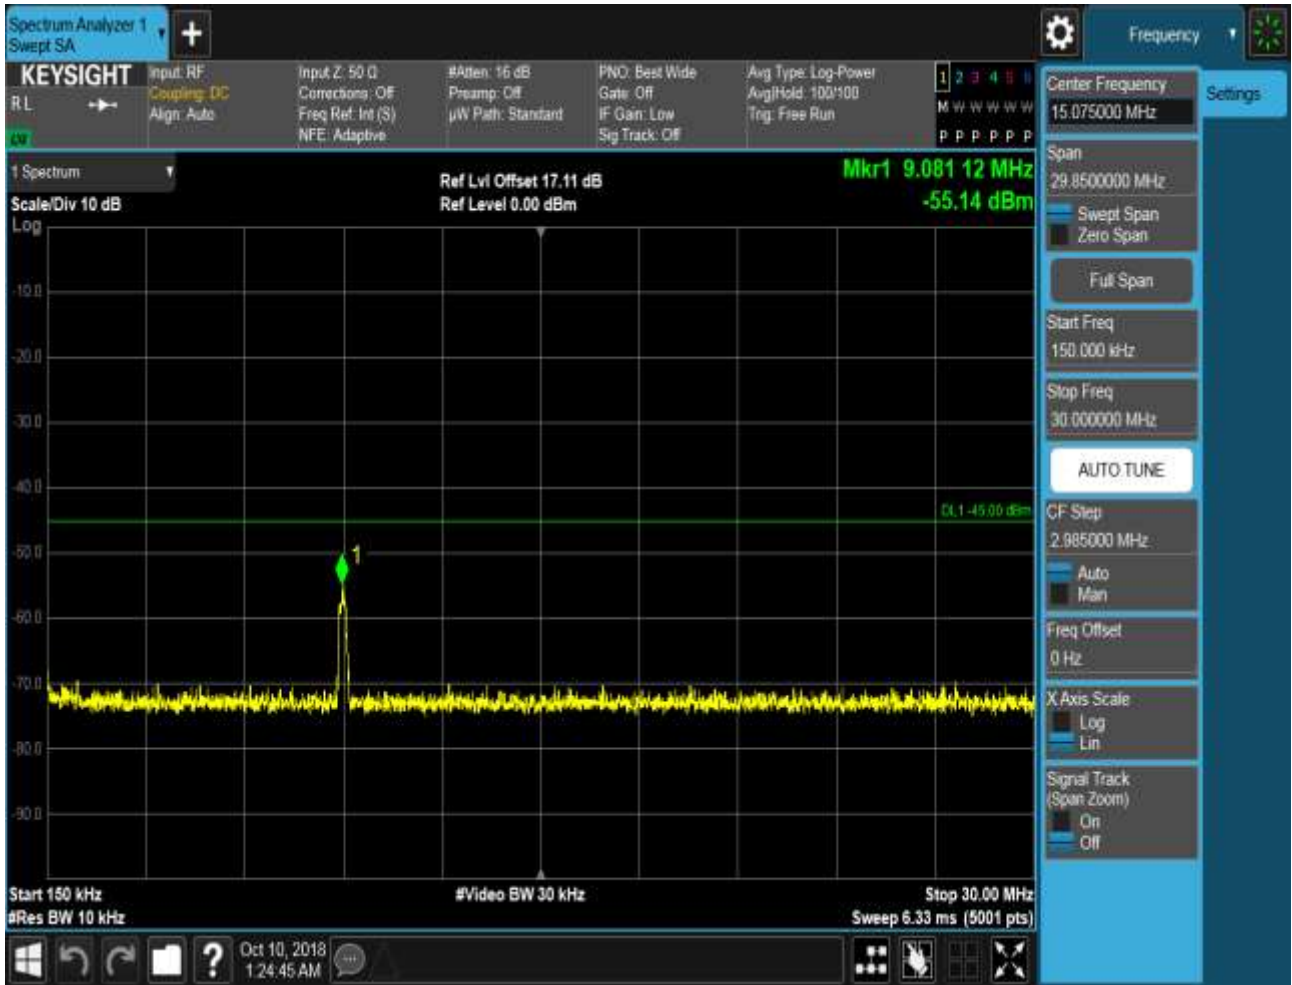 Spectrum Analyzer 1
Swept SA
Frequency
KEYSIGHT
R L
Input: RF
Coupling: DC
Align: Auto
Input Z: 50 Ω
Corrections: Off
Freq Ref: Int (S)
NFE: Adaptive
#Atten: 16 dB
Preamp: Off
µW Path: Standard
PNO: Best Wide
Gate: Off
IF Gain: Low
Sig Track: Off
Avg Type: Log-Power
Avg|Hold: 100/100
Trig: Free Run
1 2 3 4 5 6
M W W W W W
P P P P P P
1 Spectrum
Scale/Div 10 dB
Log
Ref Lvl Offset 17.11 dB
Ref Level 0.00 dBm
Mkr1 9.081 12 MHz
-55.14 dBm
-10.0
-20.0
-30.0
-40.0
DL1 -45.00 dBm
-50.0
1
-60.0
-70.0
-80.0
-90.0
Start 150 kHz
#Video BW 30 kHz
Stop 30.00 MHz
#Res BW 10 kHz
Sweep 6.33 ms (5001 pts)
?
Oct 10, 2018
1:24:45 AM
Center Frequency
15.075000 MHz
Settings
Span
29.8500000 MHz
Swept Span
Zero Span
Full Span
Start Freq
150.000 kHz
Stop Freq
30.000000 MHz
AUTO TUNE
CF Step
2.985000 MHz
Auto
Man
Freq Offset
0 Hz
X Axis Scale
Log
Lin
Signal Track
(Span Zoom)
On
Off